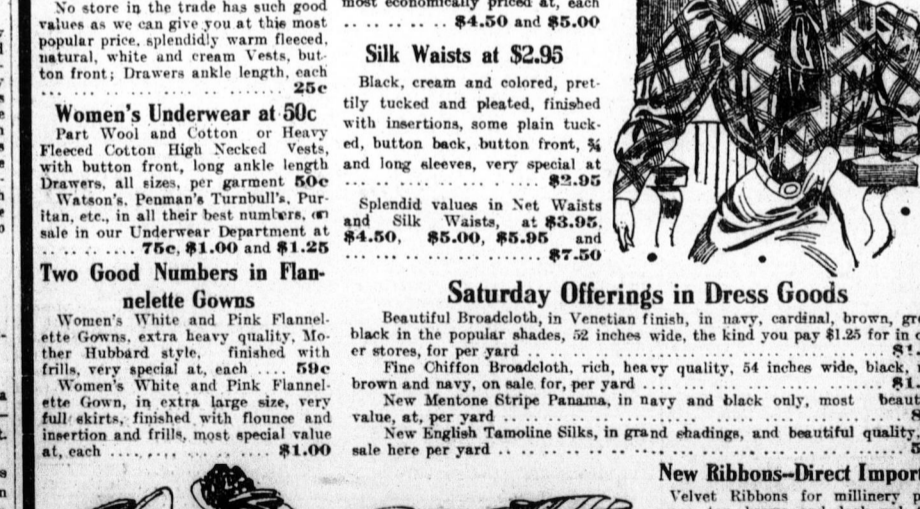 No store in the trade has such good
values as we can give you at this most
popular price, splendidly warm fleeced,
natural, white and cream Vests, but-
ton front; Drawers ankle length, each
... .. .. .. .. .. .. .. .. .. 25c
Women's Underwear at 50c
Part Wool and Cotton or Heavy
Fleeced Cotton High Necked Vests,
with button front, long ankle length
Drawers, all sizes, per garment 50c
Watson's, Penman's Turnbull's, Pur-
itan, etc., in all their best numbers, on
sale in our Underwear Department at
.. .. .. .. .. 75c, $1.00 and $1.25
Two Good Numbers in Flan-
nelette Gowns
Women's White and Pink Flannel-
ette Gowns, extra heavy quality, Mo-
ther Hubbard style, finished with
frills, very special at, each .... 59c
Women's White and Pink Flannel-
ette Gown, in extra large size, very
full skirts, finished with flounce and
insertion and frills, most special value
at, each .... .. .. .. .. .. $1.00
most economically priced at, each
.. .. .. .. .. $4.50 and $5.00
Silk Waists at $2.95
Black, cream and colored, pret-
tily tucked and pleated, finished
with insertions, some plain tuck-
ed, button back, button front, ¾
and long sleeves, very special at
... .. .. .. .. .. .. .. .. $2.95
Splendid values in Net Waists
and Silk Waists, at $3.95,
$4.50, $5.00, $5.95 and
... .. .. .. .. .. .. .. .. $7.50
Saturday Offerings in Dress Goods
Beautiful Broadcloth, in Venetian finish, in navy, cardinal, brown,
black in the popular shades, 52 inches wide, the kind you pay $1.25 for in
er stores, for per yard .. .. .. .. .. .. .. .. .. .. .. ..
Fine Chiffon Broadcloth, rich, heavy quality, 54 inches wide, black,
brown and navy, on sale for, per yard .. .. .. .. .. .. .. .. $1.
New Mentone Stripe Panama, in navy and black only, most beaut
value, at, per yard .. .. .. .. .. .. .. .. .. .. .. ..
New English Tamoline Silks, in grand shadings, and beautiful quality
sale here per yard .. .. .. .. .. .. .. .. .. .. .. .. 5
New Ribbons--Direct Import
Velvet Ribbons for millinery p